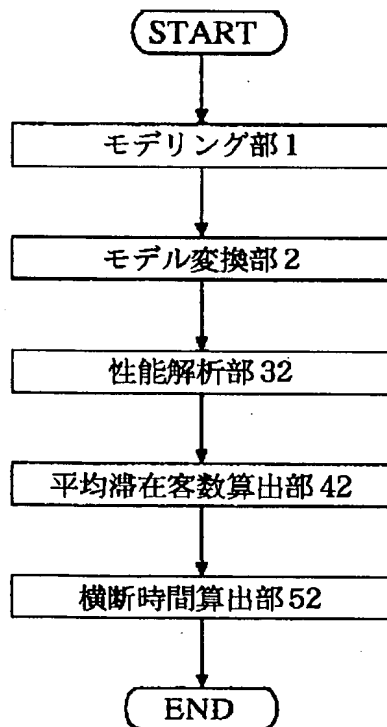 START
モデリング部1
モデル変換部2
性能解析部32
平均滞在客数算出部42
横断時間算出部52
END